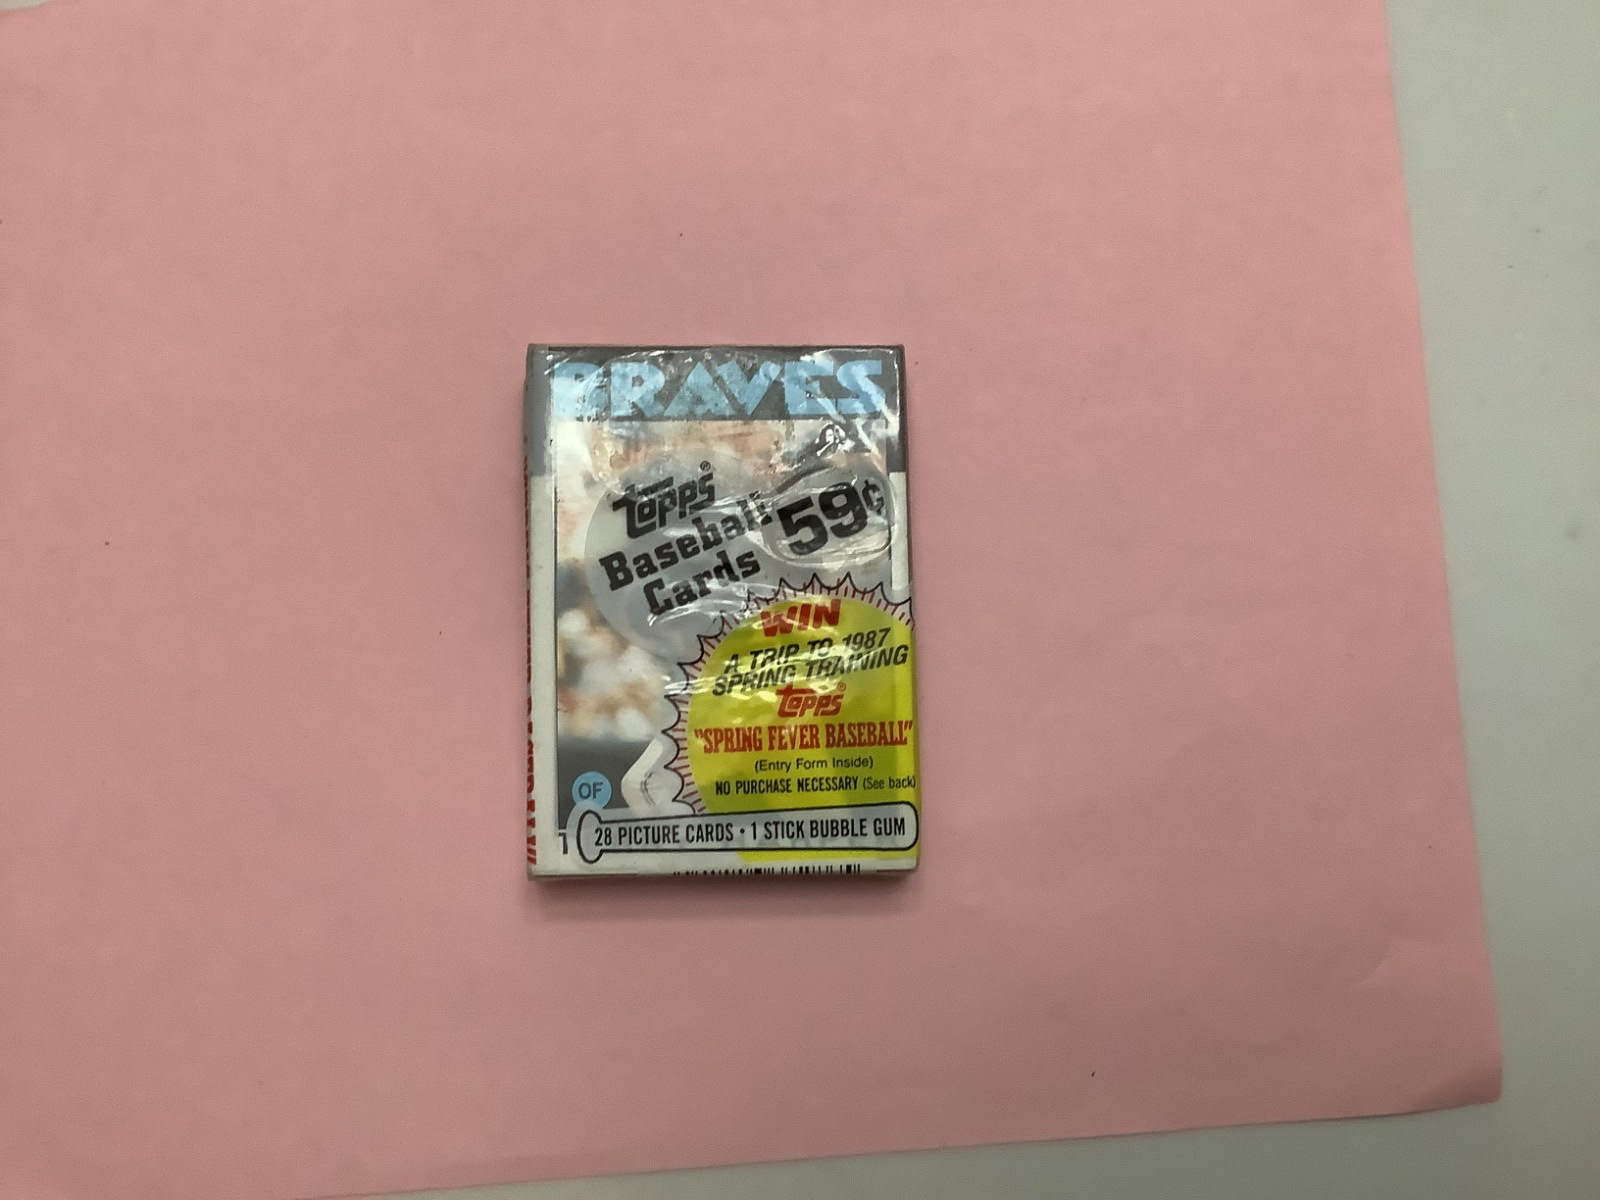 BRAVES
Topps®
Baseball
Cards
59¢
WIN
A TRIP TO 1987
SPRING TRAINING
Topps®
"SPRING FEVER BASEBALL"
(Entry Form Inside)
NO PURCHASE NECESSARY (See back)
OF
28 PICTURE CARDS • 1 STICK BUBBLE GUM